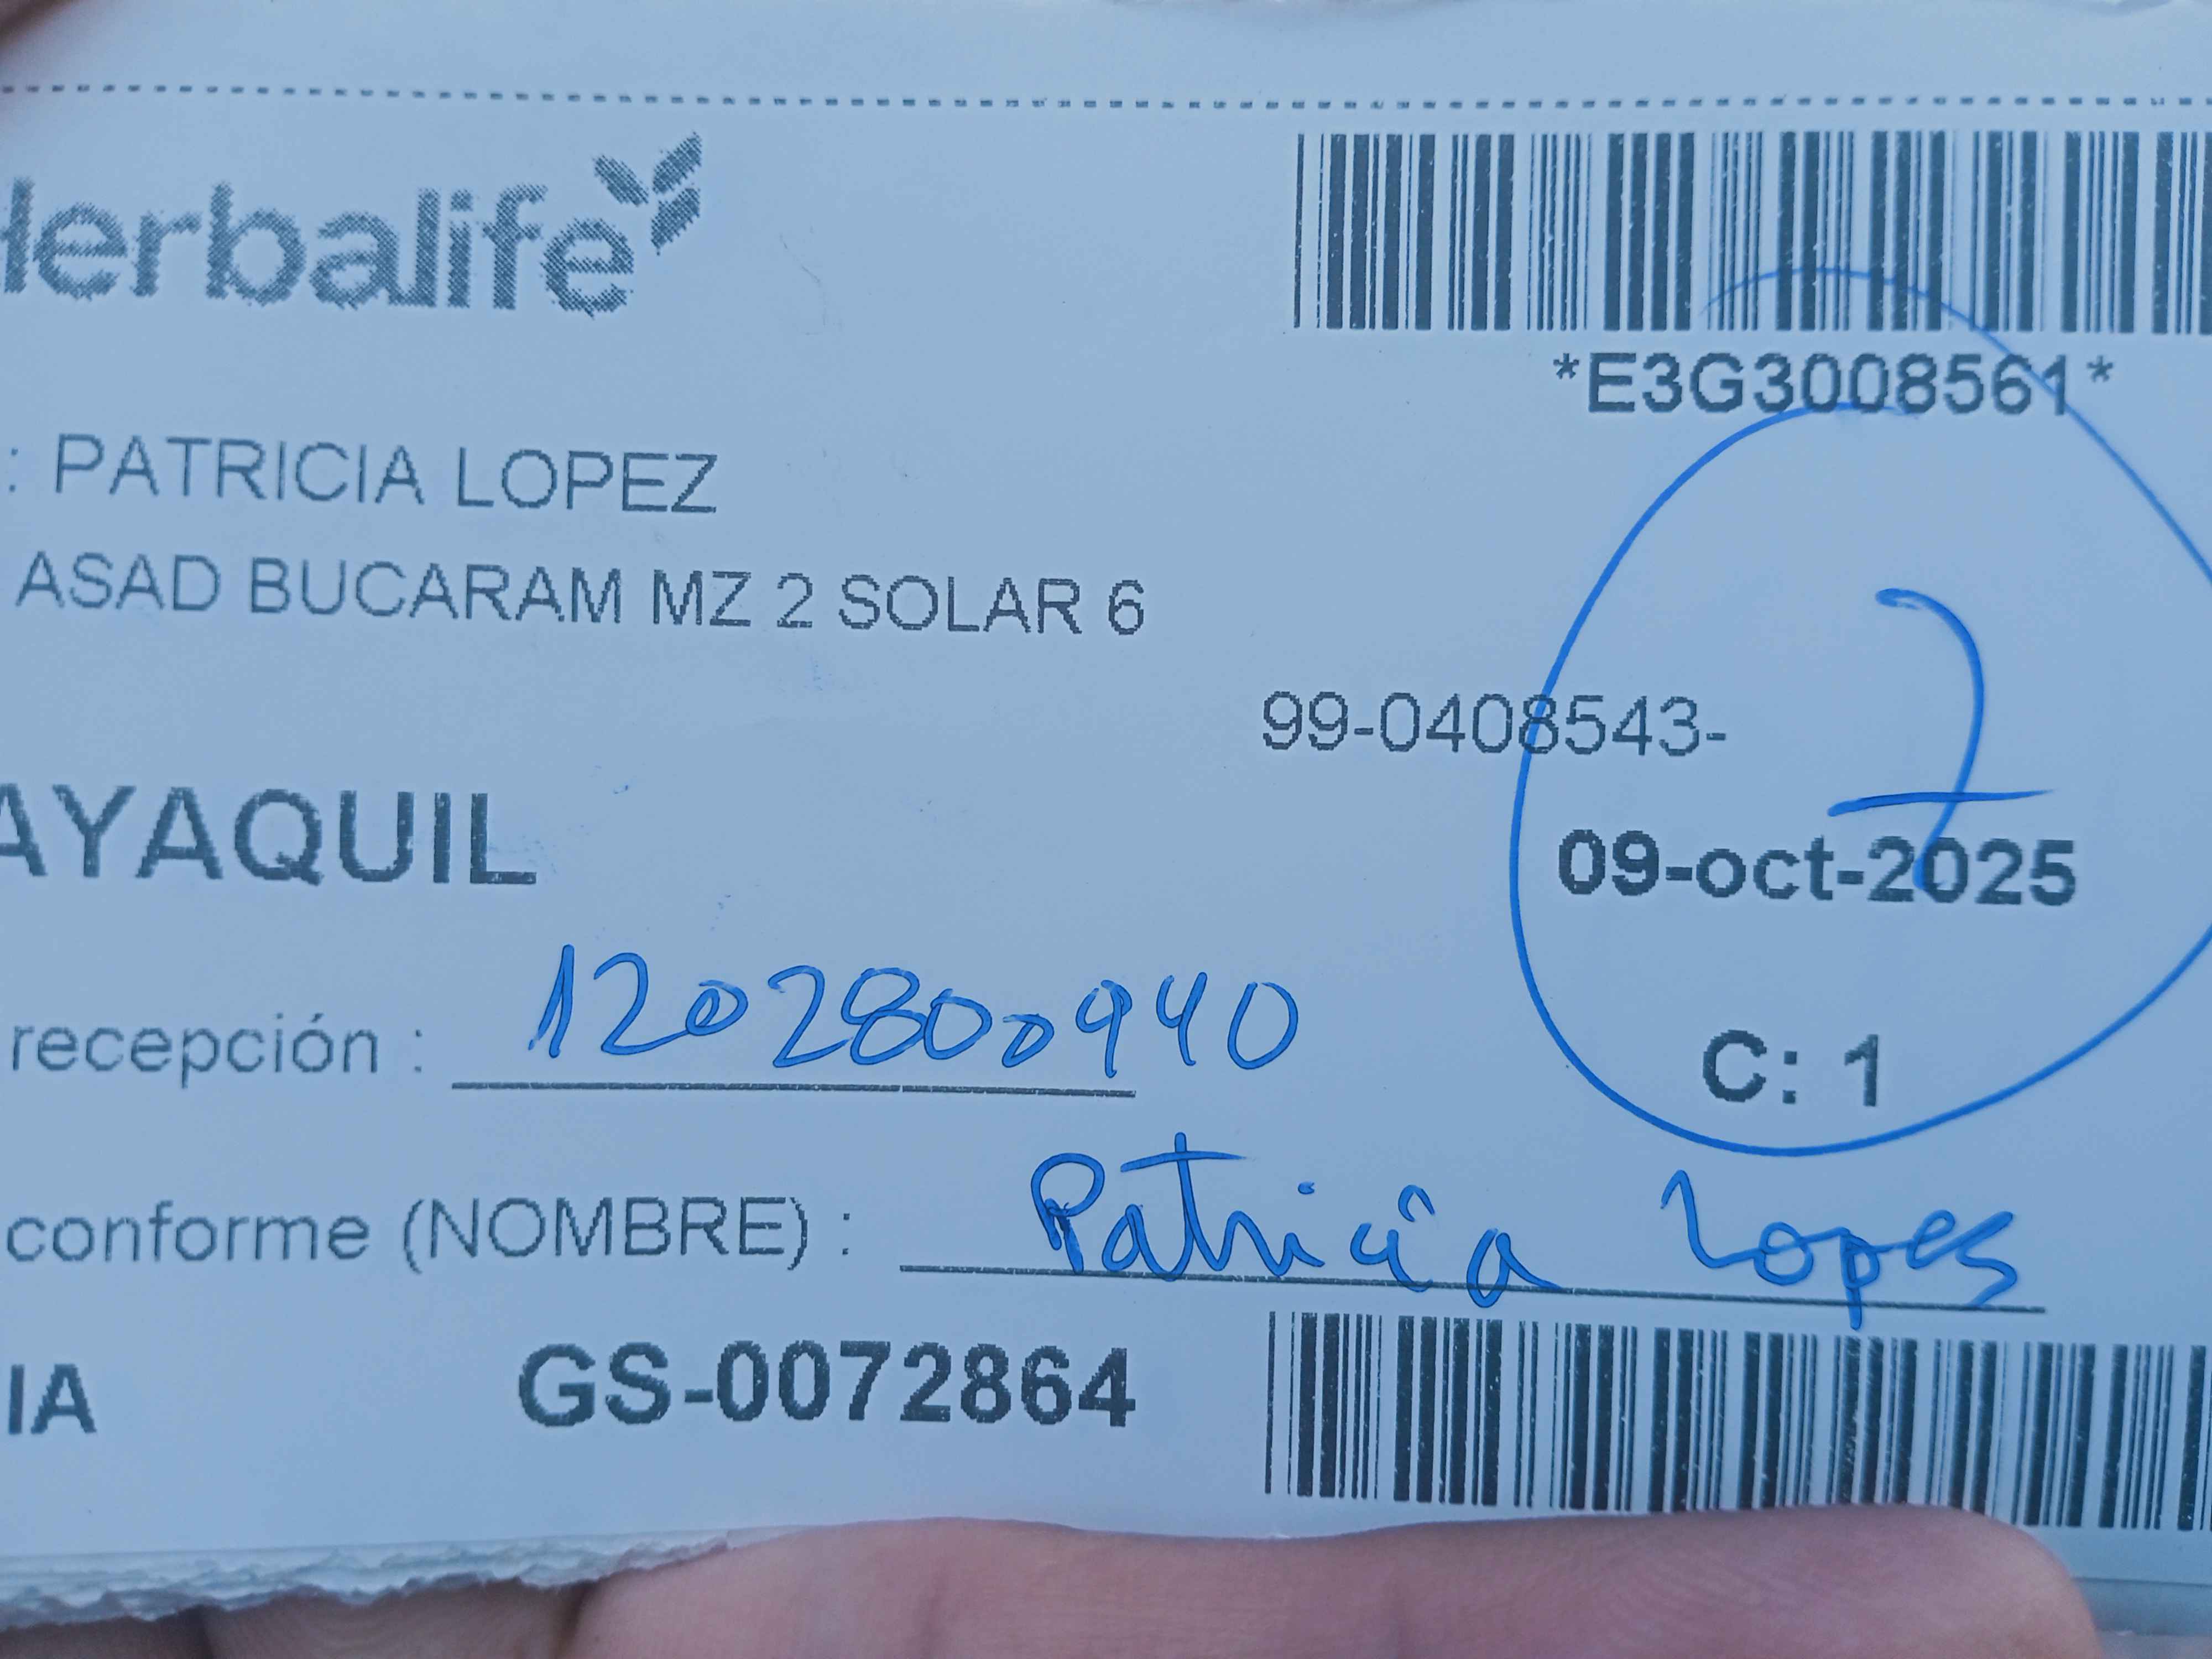 Herbalife
*E3G3008561*
: PATRICIA LOPEZ
ASAD BUCARAM MZ 2 SOLAR 6
99-0408543-
7
AYAQUIL
09-oct-2025
recepción : 1202800940
C: 1
conforme (NOMBRE) : Patricia Lopes
IA GS-0072864